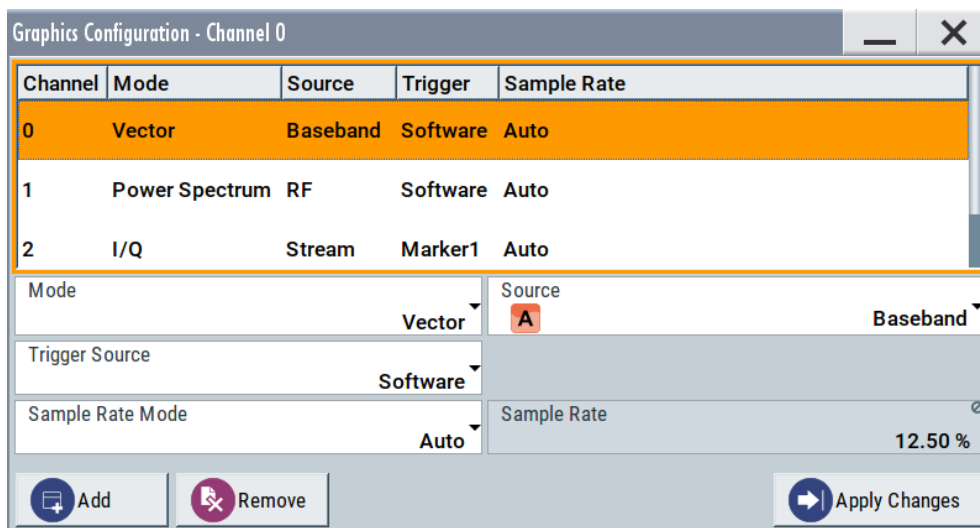 Graphics Configuration - Channel 0
Channel Mode Source Trigger Sample Rate
0 Vector Baseband Software Auto
1 Power Spectrum RF Software Auto
2 I/Q Stream Marker1 Auto
Mode
Vector
Source
A Baseband
Trigger Source
Software
Sample Rate Mode
Auto
Sample Rate
12.50 %
Add Remove Apply Changes